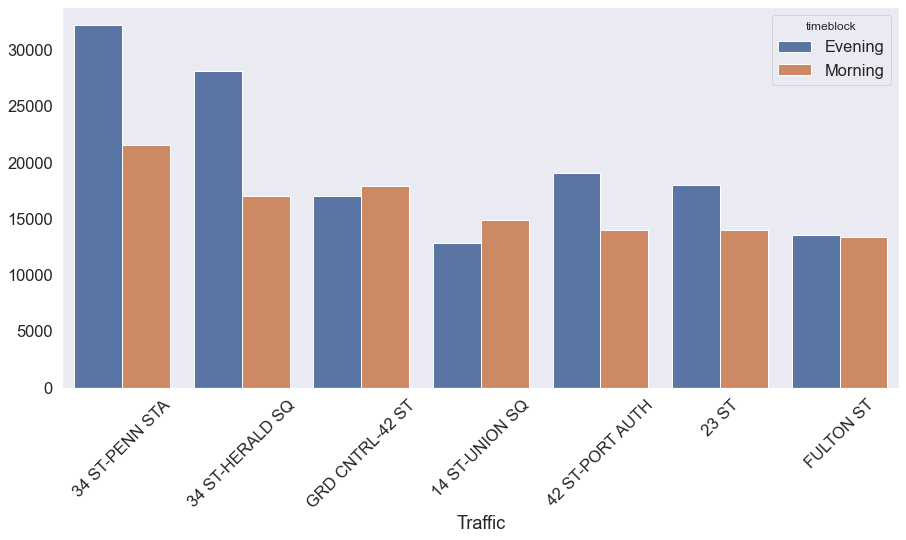 timeblock
Evening
Morning
30000
25000
20000
15000
10000
5000
0
34 ST-PENN STA
34 ST-HERALD SQ
GRD CNTRL-42 ST
14 ST-UNION SQ
42 ST-PORT AUTH
23 ST
FULTON ST
Traffic